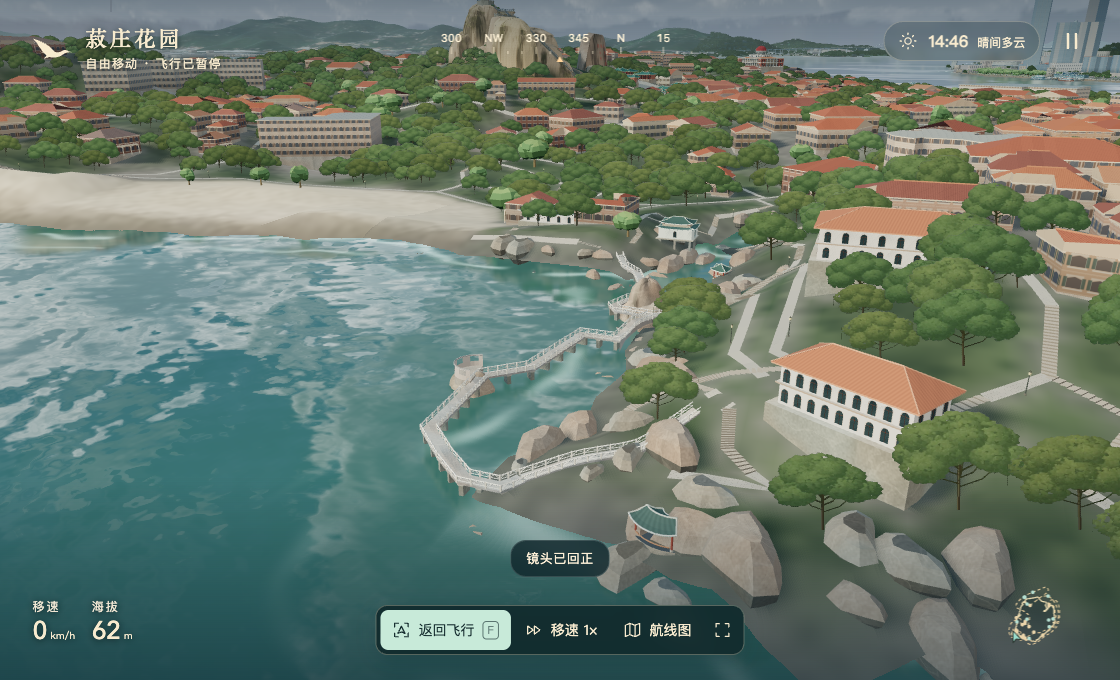 菽庄花园
自由移动 · 飞行已暂停
300 NW 330 345 N 15
14:46 晴间多云
镜头已回正
移速 海拔
0 km/h 62 m
返回飞行 F 移速 1× 航线图